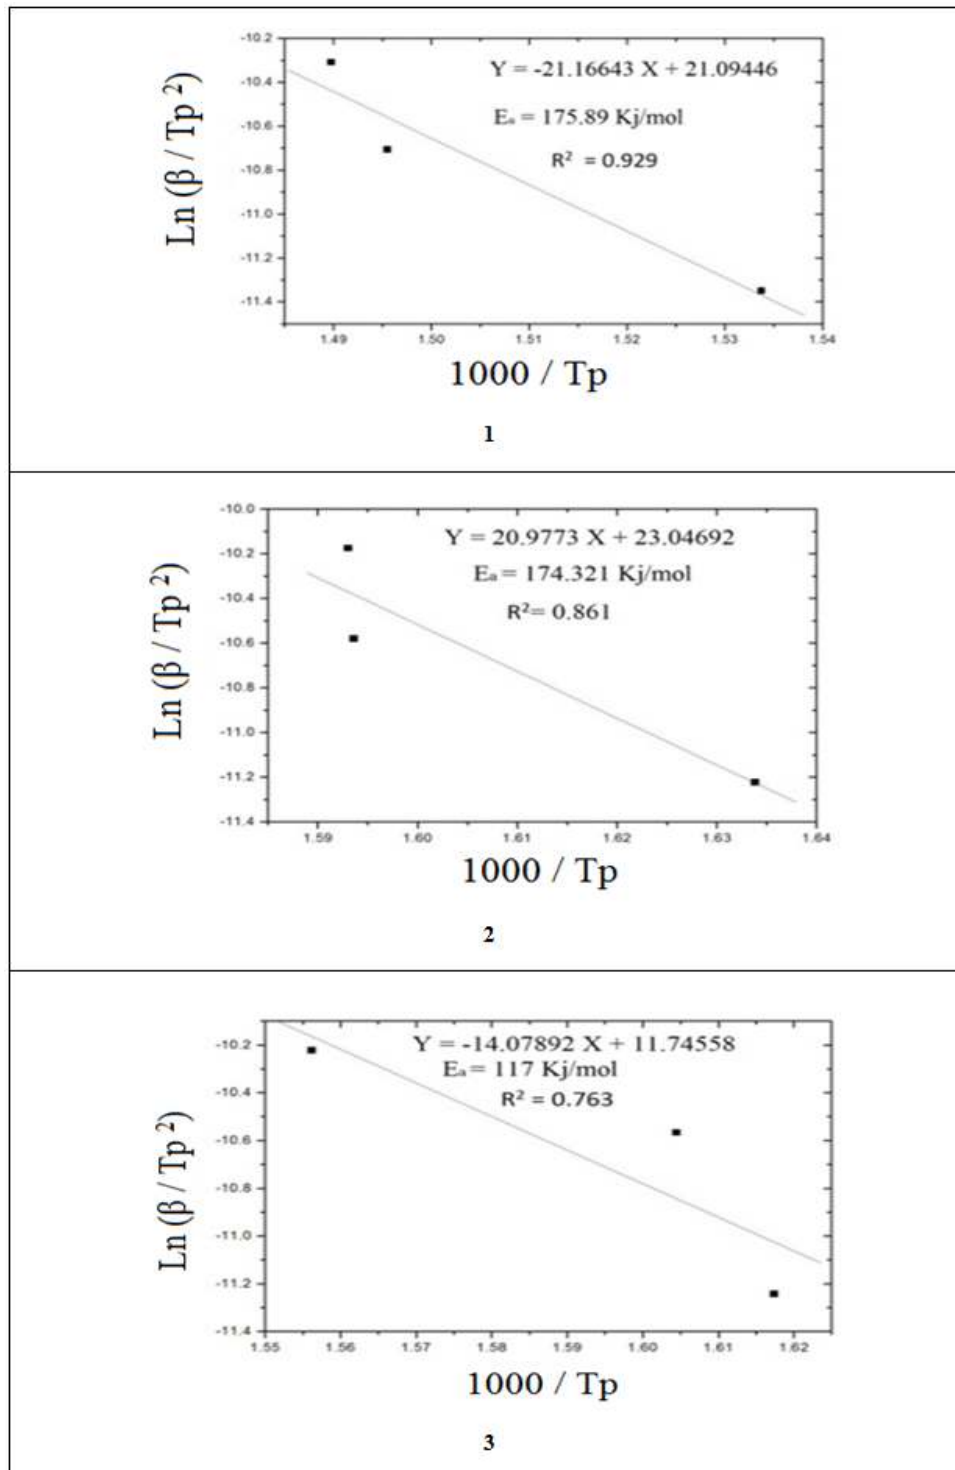 -10.2
-10.4
-10.6
-10.8
-11.0
-11.2
-11.4
Ln (β / Tp ²)
Y = -21.16643 X + 21.09446
Eₐ = 175.89 Kj/mol
R² = 0.929
1.49 1.50 1.51 1.52 1.53 1.54
1000 / Tp
1
-10.0
-10.2
-10.4
-10.6
-10.8
-11.0
-11.2
-11.4
Ln (β / Tp ²)
Y = 20.9773 X + 23.04692
Eₐ = 174.321 Kj/mol
R²= 0.861
1.59 1.60 1.61 1.62 1.63 1.64
1000 / Tp
2
-10.2
-10.4
-10.6
-10.8
-11.0
-11.2
-11.4
Ln (β / Tp ²)
Y = -14.07892 X + 11.74558
Eₐ = 117 Kj/mol
R² = 0.763
1.55 1.56 1.57 1.58 1.59 1.60 1.61 1.62
1000 / Tp
3